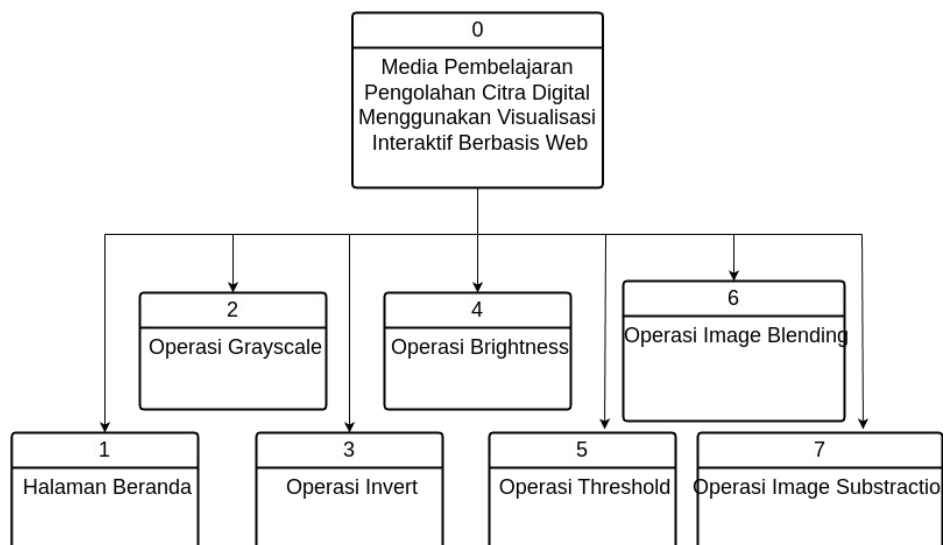 0
Media Pembelajaran
Pengolahan Citra Digital
Menggunakan Visualisasi
Interaktif Berbasis Web
2
Operasi Grayscale
4
Operasi Brightness
6
Operasi Image Blending
1
Halaman Beranda
3
Operasi Invert
5
Operasi Threshold
7
Operasi Image Substractio